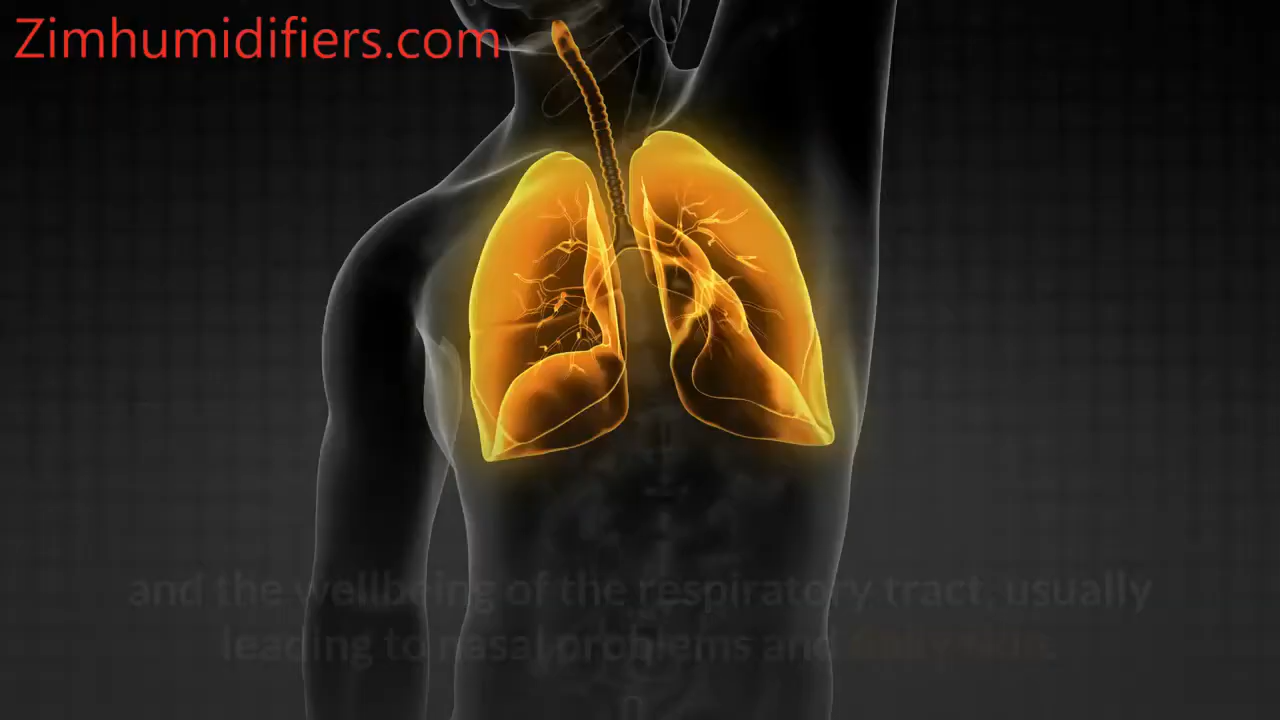 Zimhumidifiers.com
and the wellbeing of the respiratory tract, usually
leading to nasal problems and